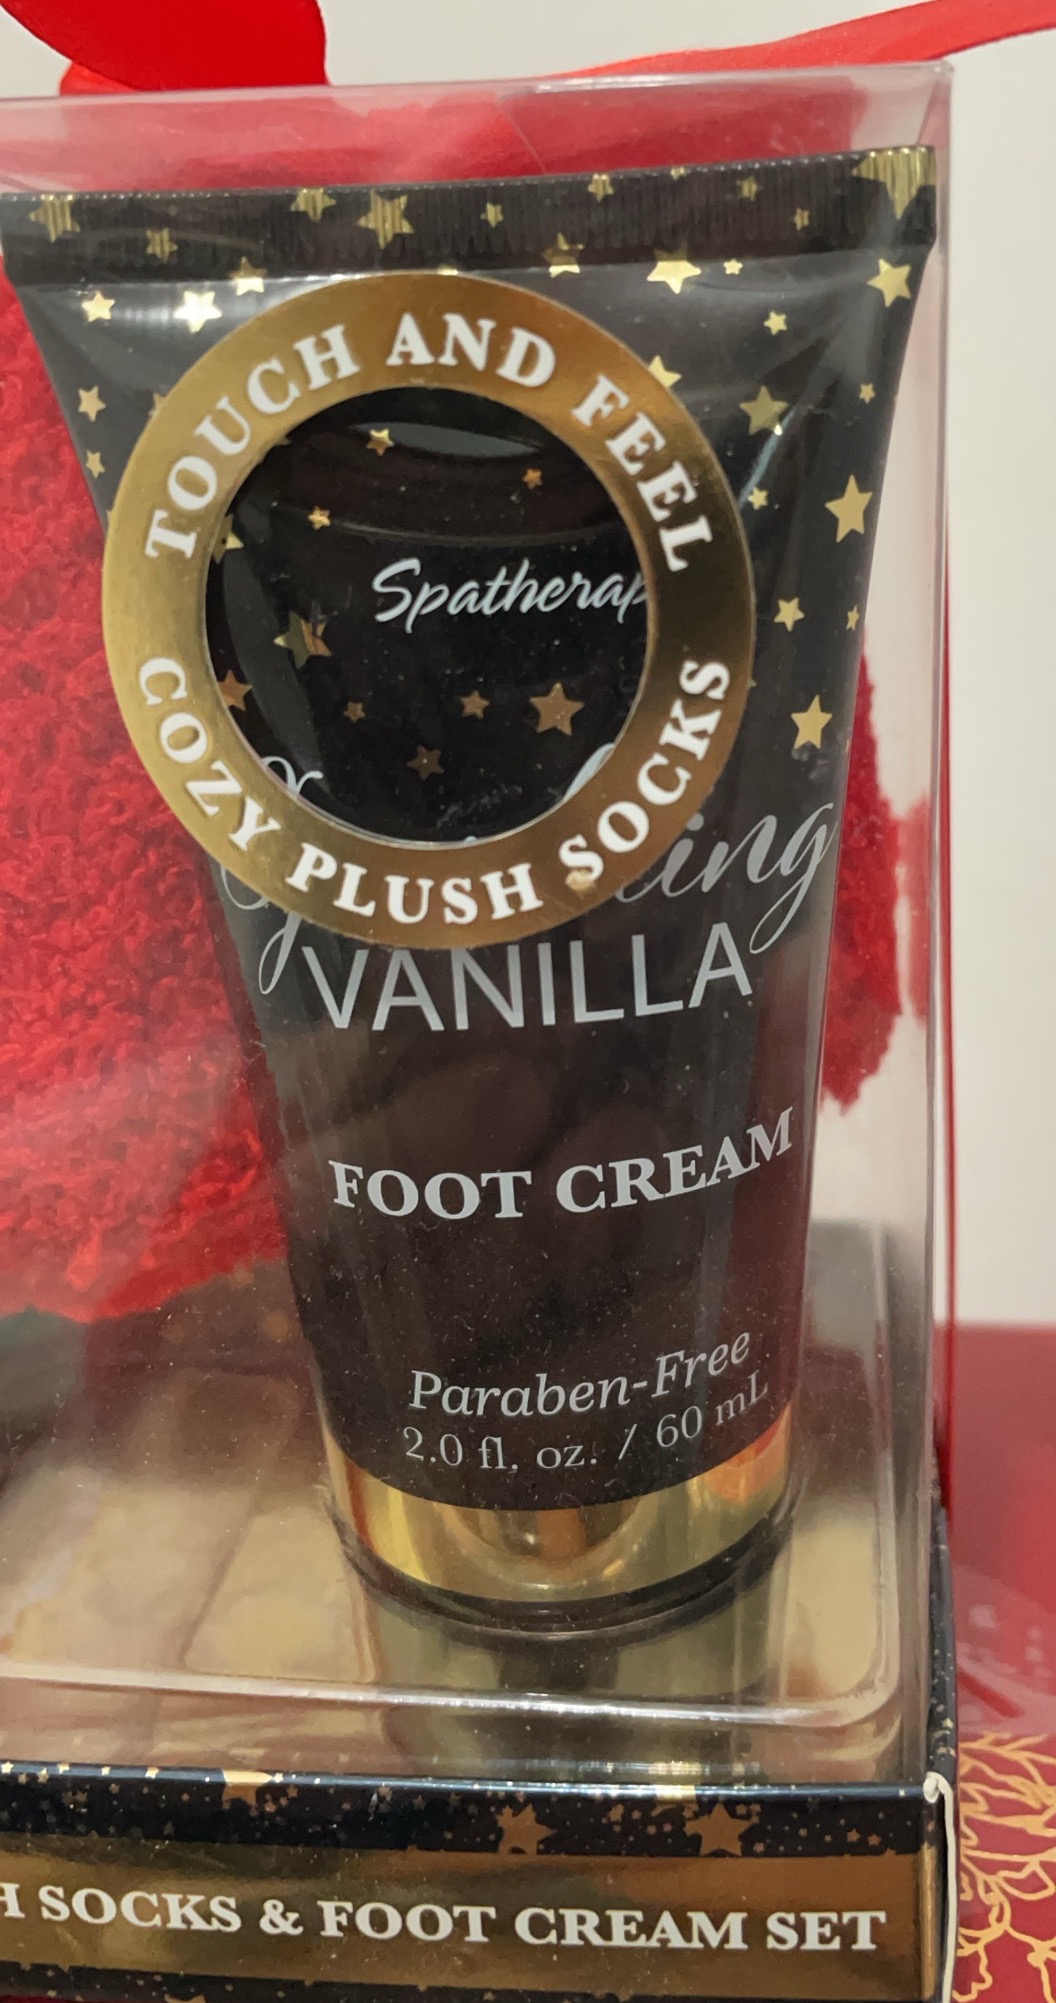 TOUCH AND FEEL
COZY PLUSH SOCKS
Spatherap
VANILLA
FOOT CREAM
Paraben-Free
2.0 fl. oz. / 60 mL
SOCKS & FOOT CREAM SET